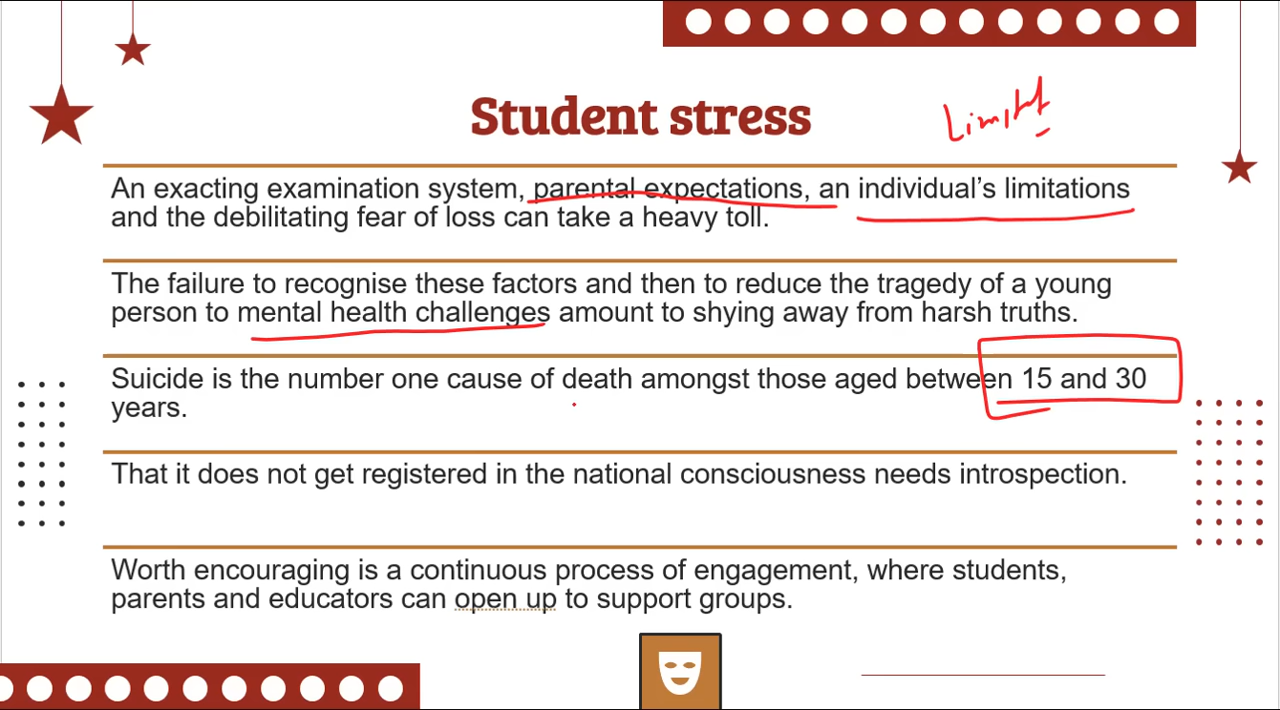 Student stress
An exacting examination system, parental expectations, an individual's limitations
and the debilitating fear of loss can take a heavy toll.
The failure to recognise these factors and then to reduce the tragedy of a young
person to mental health challenges amount to shying away from harsh truths.
Suicide is the number one cause of death amongst those aged between 15 and 30
years.
That it does not get registered in the national consciousness needs introspection.
Worth encouraging is a continuous process of engagement, where students,
parents and educators can open up to support groups.